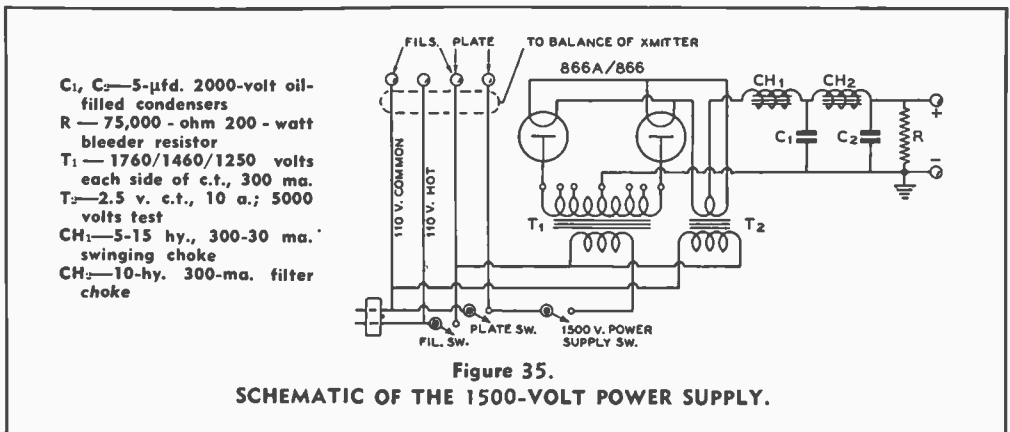 FILS. PLATE TO BALANCE OF XMITTER
866A/866
CH₁ CH₂
C₁, C₂—5-µfd. 2000-volt oil-
filled condensers
R — 75,000 - ohm 200 - watt
bleeder resistor
T₁ — 1760/1460/1250 volts
each side of c.t., 300 ma.
T₂—2.5 v. c.t., 10 a.; 5000
volts test
CH₁—5-15 hy., 300-30 ma.
swinging choke
CH₂—10-hy. 300-ma. filter
choke
110 V. COMMON
110 V. HOT
C₁ C₂ R
+
−
T₁ T₂
PLATE SW.
FIL. SW.
1500 V. POWER
SUPPLY SW.
Figure 35.
SCHEMATIC OF THE 1500-VOLT POWER SUPPLY.